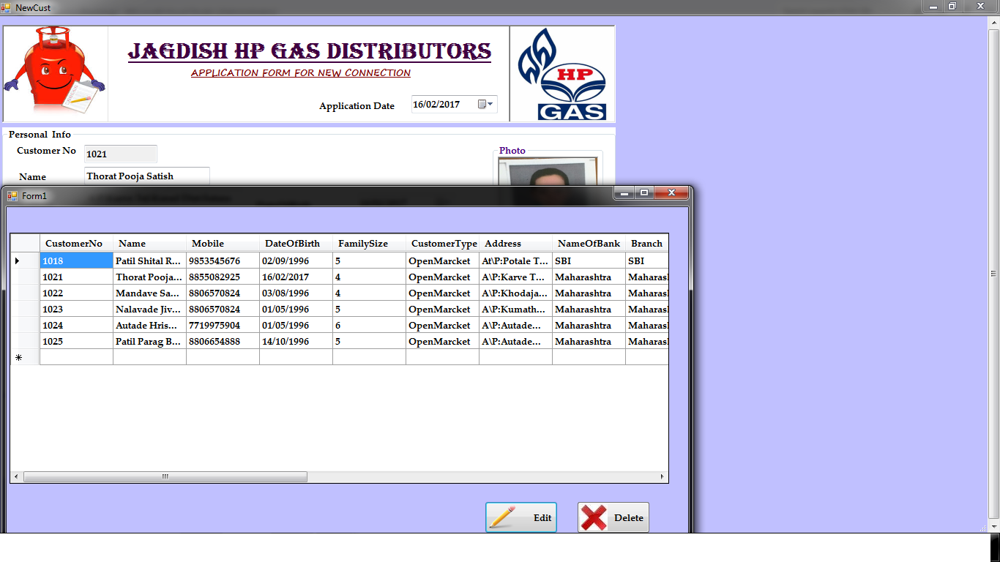 NewCust
JAGDISH HP GAS DISTRIBUTORS
APPLICATION FORM FOR NEW CONNECTION
Application Date 16/02/2017
HP
GAS
Personal Info
Customer No 1021
Photo
Name Thorat Pooja Satish
Form1
CustomerNo Name Mobile DateOfBirth FamilySize CustomerType Address NameOfBank Branch
1018 Patil Shital R... 9853545676 02/09/1996 5 OpenMarcket At\P:Potale T... SBI SBI
1021 Thorat Pooja... 8855082925 16/02/2017 4 OpenMarcket A\P:Karve T... Maharashtra Maharas
1022 Mandave Sa... 8806570824 03/08/1996 4 OpenMarcket A\P:Khodaja... Maharashtra Maharas
1023 Nalavade Jiv... 8806570824 01/05/1996 5 OpenMarcket A\P:Kumath... Maharashtra Maharas
1024 Autade Hris... 7719975904 01/05/1996 6 OpenMarcket A\P:Autade... Maharashtra Maharas
1025 Patil Parag B... 8806654888 14/10/1996 5 OpenMarcket A\P:Autade... Maharashtra Maharas
Edit Delete